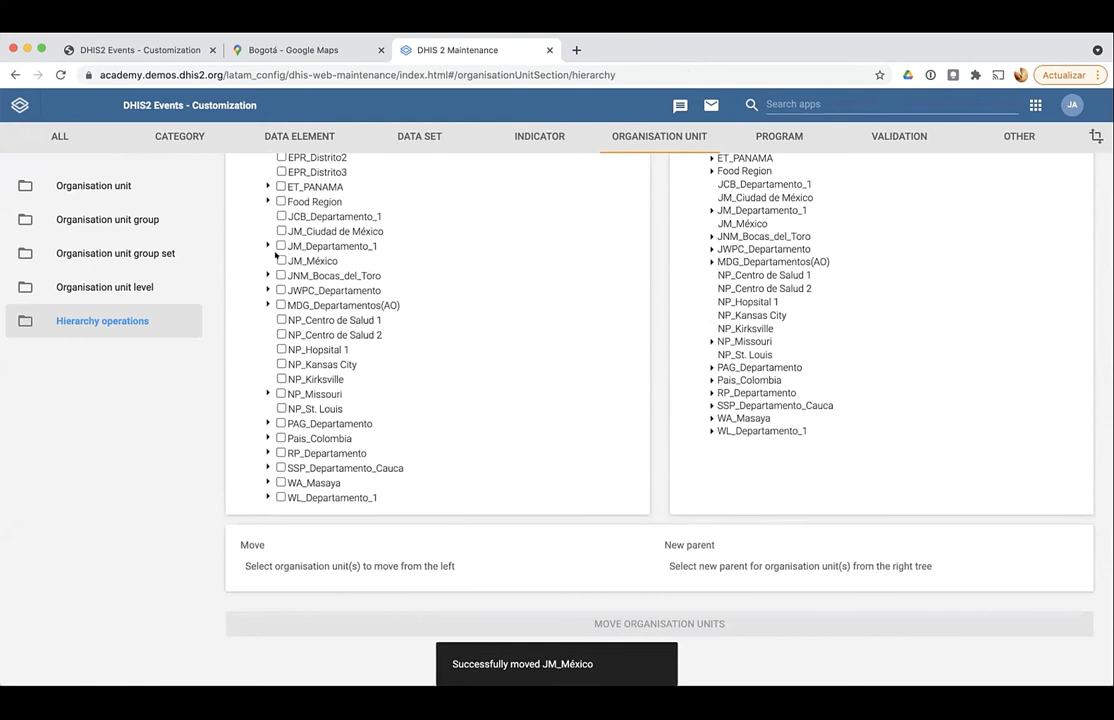 DHIS2 Events - Customization
Bogotá - Google Maps
DHIS 2 Maintenance
academy.demos.dhis2.org/latam_config/dhis-web-maintenance/index.html#/organisationUnitSection/hierarchy
Actualizar
DHIS2 Events - Customization
Search apps
JA
ALL
CATEGORY
DATA ELEMENT
DATA SET
INDICATOR
ORGANISATION UNIT
PROGRAM
VALIDATION
OTHER
Organisation unit
Organisation unit group
Organisation unit group set
Organisation unit level
Hierarchy operations
EPR_Distrito2
EPR_Distrito3
ET_PANAMA
Food Region
JCB_Departamento_1
JM_Ciudad de México
JM_Departamento_1
JM_México
JNM_Bocas_del_Toro
JWPC_Departamento
MDG_Departamentos(AO)
NP_Centro de Salud 1
NP_Centro de Salud 2
NP_Hopsital 1
NP_Kansas City
NP_Kirksville
NP_Missouri
NP_St. Louis
PAG_Departamento
Pais_Colombia
RP_Departamento
SSP_Departamento_Cauca
WA_Masaya
WL_Departamento_1
ET_PANAMA
Food Region
JCB_Departamento_1
JM_Ciudad de México
JM_Departamento_1
JM_México
JNM_Bocas_del_Toro
JWPC_Departamento
MDG_Departamentos(AO)
NP_Centro de Salud 1
NP_Centro de Salud 2
NP_Hopsital 1
NP_Kansas City
NP_Kirksville
NP_Missouri
NP_St. Louis
PAG_Departamento
Pais_Colombia
RP_Departamento
SSP_Departamento_Cauca
WA_Masaya
WL_Departamento_1
Move
Select organisation unit(s) to move from the left
New parent
Select new parent for organisation unit(s) from the right tree
MOVE ORGANISATION UNITS
Successfully moved JM_México